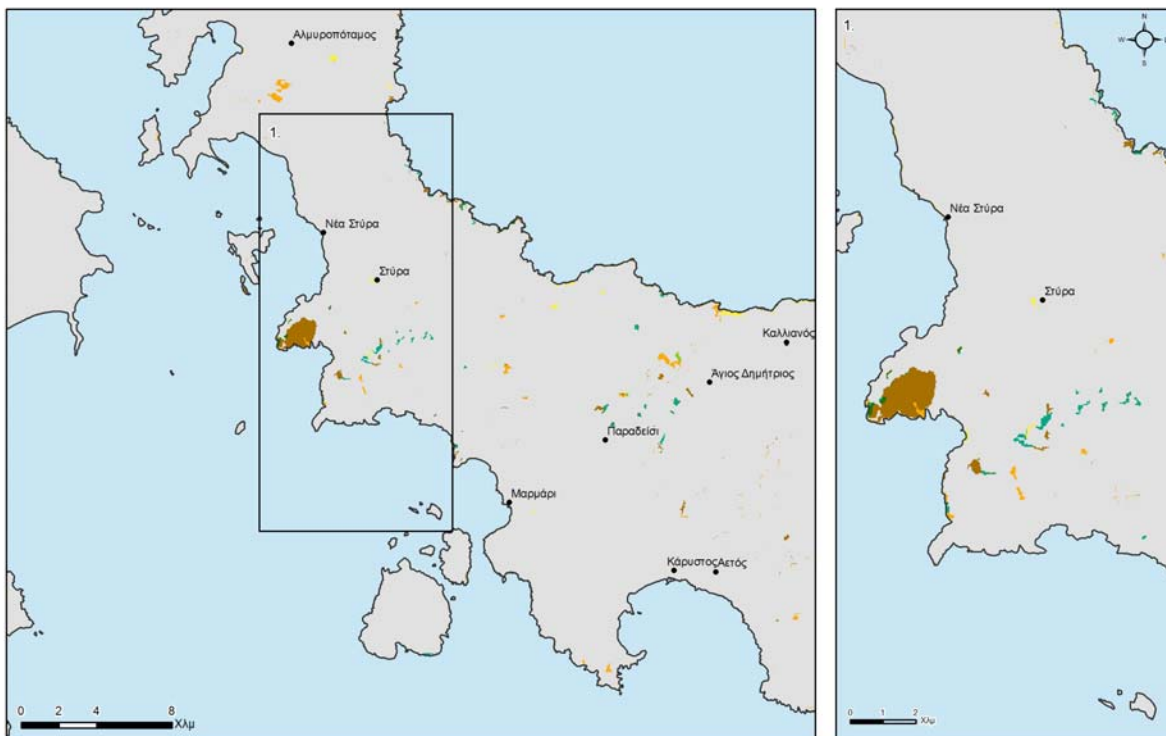 Αλμυροπόταμος
1.
Νέα Στύρα
Στύρα
Καλλιανός
Άγιος Δημήτριος
Παραδείσι
Μαρμάρι
Κάρυστος
Αετός
0 2 4 8
Χλμ
1.
N
W
S
Νέα Στύρα
Στύρα
0 1 2
Χλμ